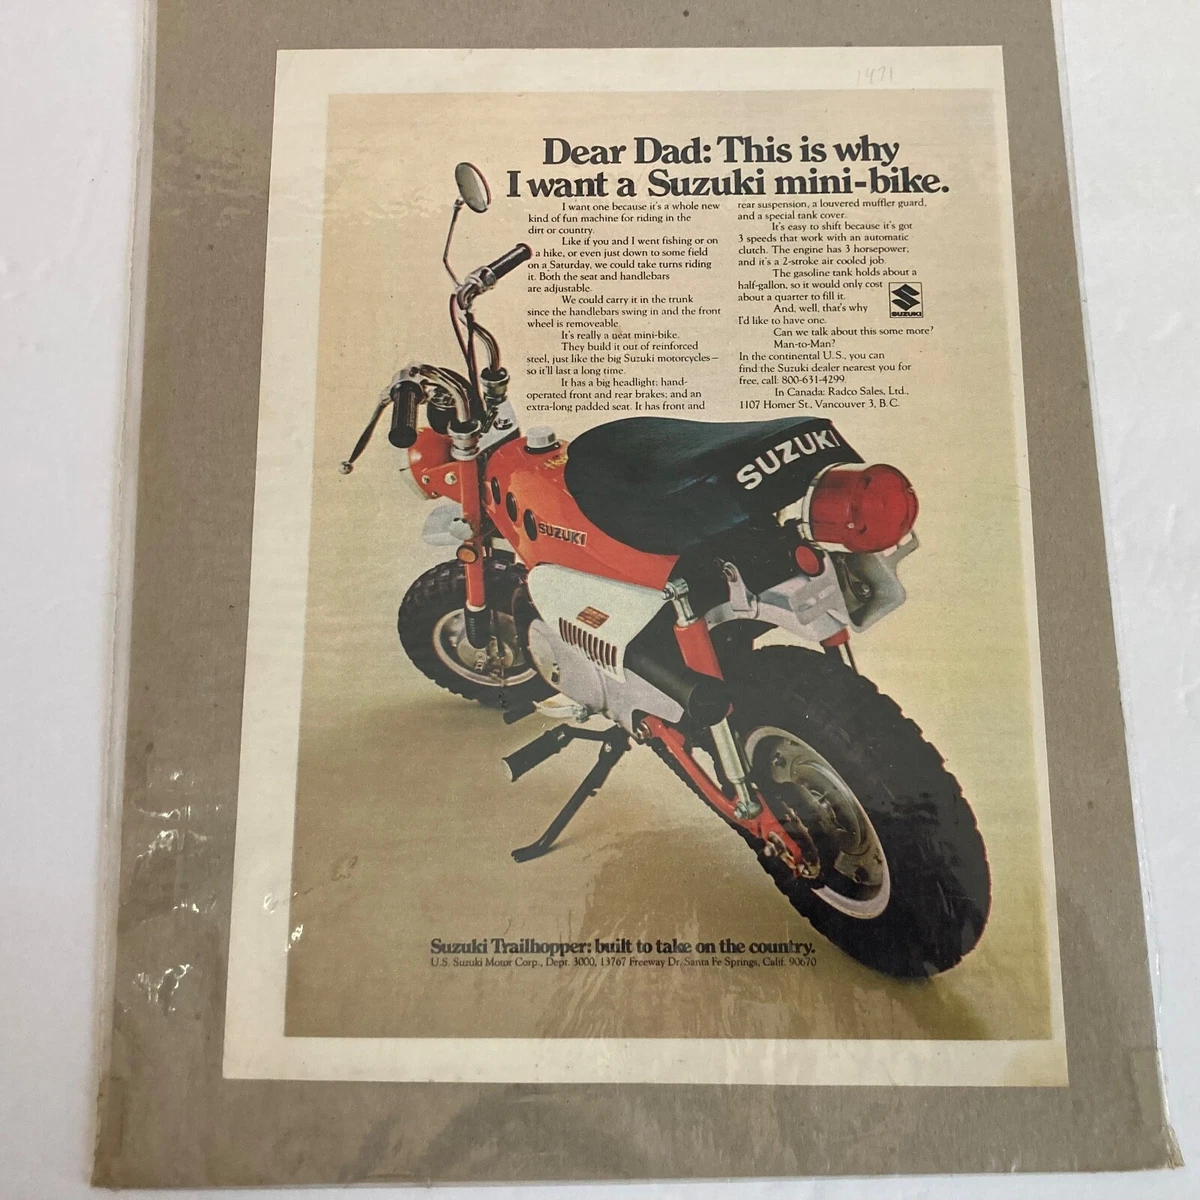 1971
Dear Dad: This is why
I want a Suzuki mini-bike.
I want one because it's a whole new
kind of fun machine for riding in the
dirt or country.
Like if you and I went fishing or on
a hike, or even just down to some field
on a Saturday, we could take turns riding
it. Both the seat and handlebars
are adjustable.
We could carry it in the trunk
since the handlebars swing in and the front
wheel is removeable.
It's really a neat mini-bike.
They build it out of reinforced
steel, just like the big Suzuki motorcycles—
so it'll last a long time.
It has a big headlight; hand-
operated front and rear brakes; and an
extra-long padded seat. It has front and
rear suspension, a louvered muffler guard,
and a special tank cover.
It's easy to shift because it's got
3 speeds that work with an automatic
clutch. The engine has 3 horsepower,
and it's a 2-stroke air cooled job.
The gasoline tank holds about a
half-gallon, so it would only cost
about a quarter to fill it.
And, well, that's why
I'd like to have one.
Can we talk about this some more?
Man-to-Man?
In the continental U.S., you can
find the Suzuki dealer nearest you for
free, call: 800-631-4299.
In Canada: Radco Sales, Ltd.,
1107 Homer St., Vancouver 3, B.C.
SUZUKI
SUZUKI
SUZUKI
Suzuki Trailhopper: built to take on the country.
U.S. Suzuki Motor Corp., Dept. 3000, 13767 Freeway Dr. Santa Fe Springs, Calif. 90670